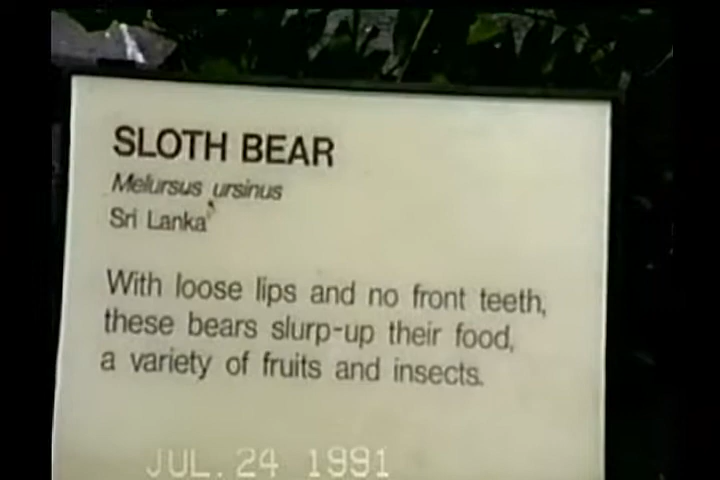 SLOTH BEAR
Melursus ursinus
Sri Lanka
With loose lips and no front teeth,
these bears slurp-up their food,
a variety of fruits and insects.
JUL. 24 1991